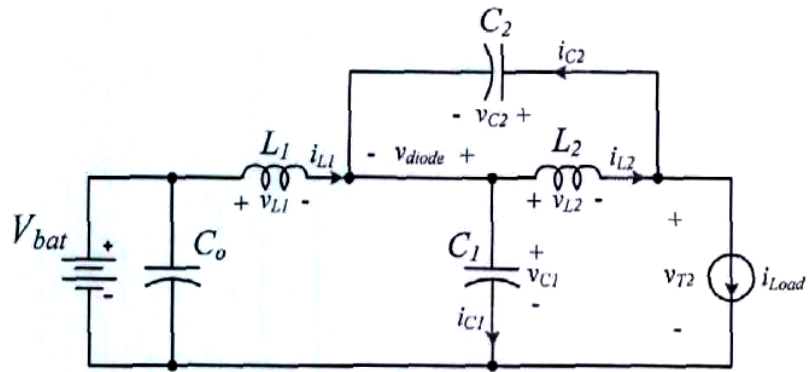 C2
iC2
- vC2 +
L1
iL1
- vdiode +
L2
iL2
+ vL1 -
+ vL2 -
Vbat
+
-
Co
C1
+
vC1
-
iC1
+
vT2
-
iLoad